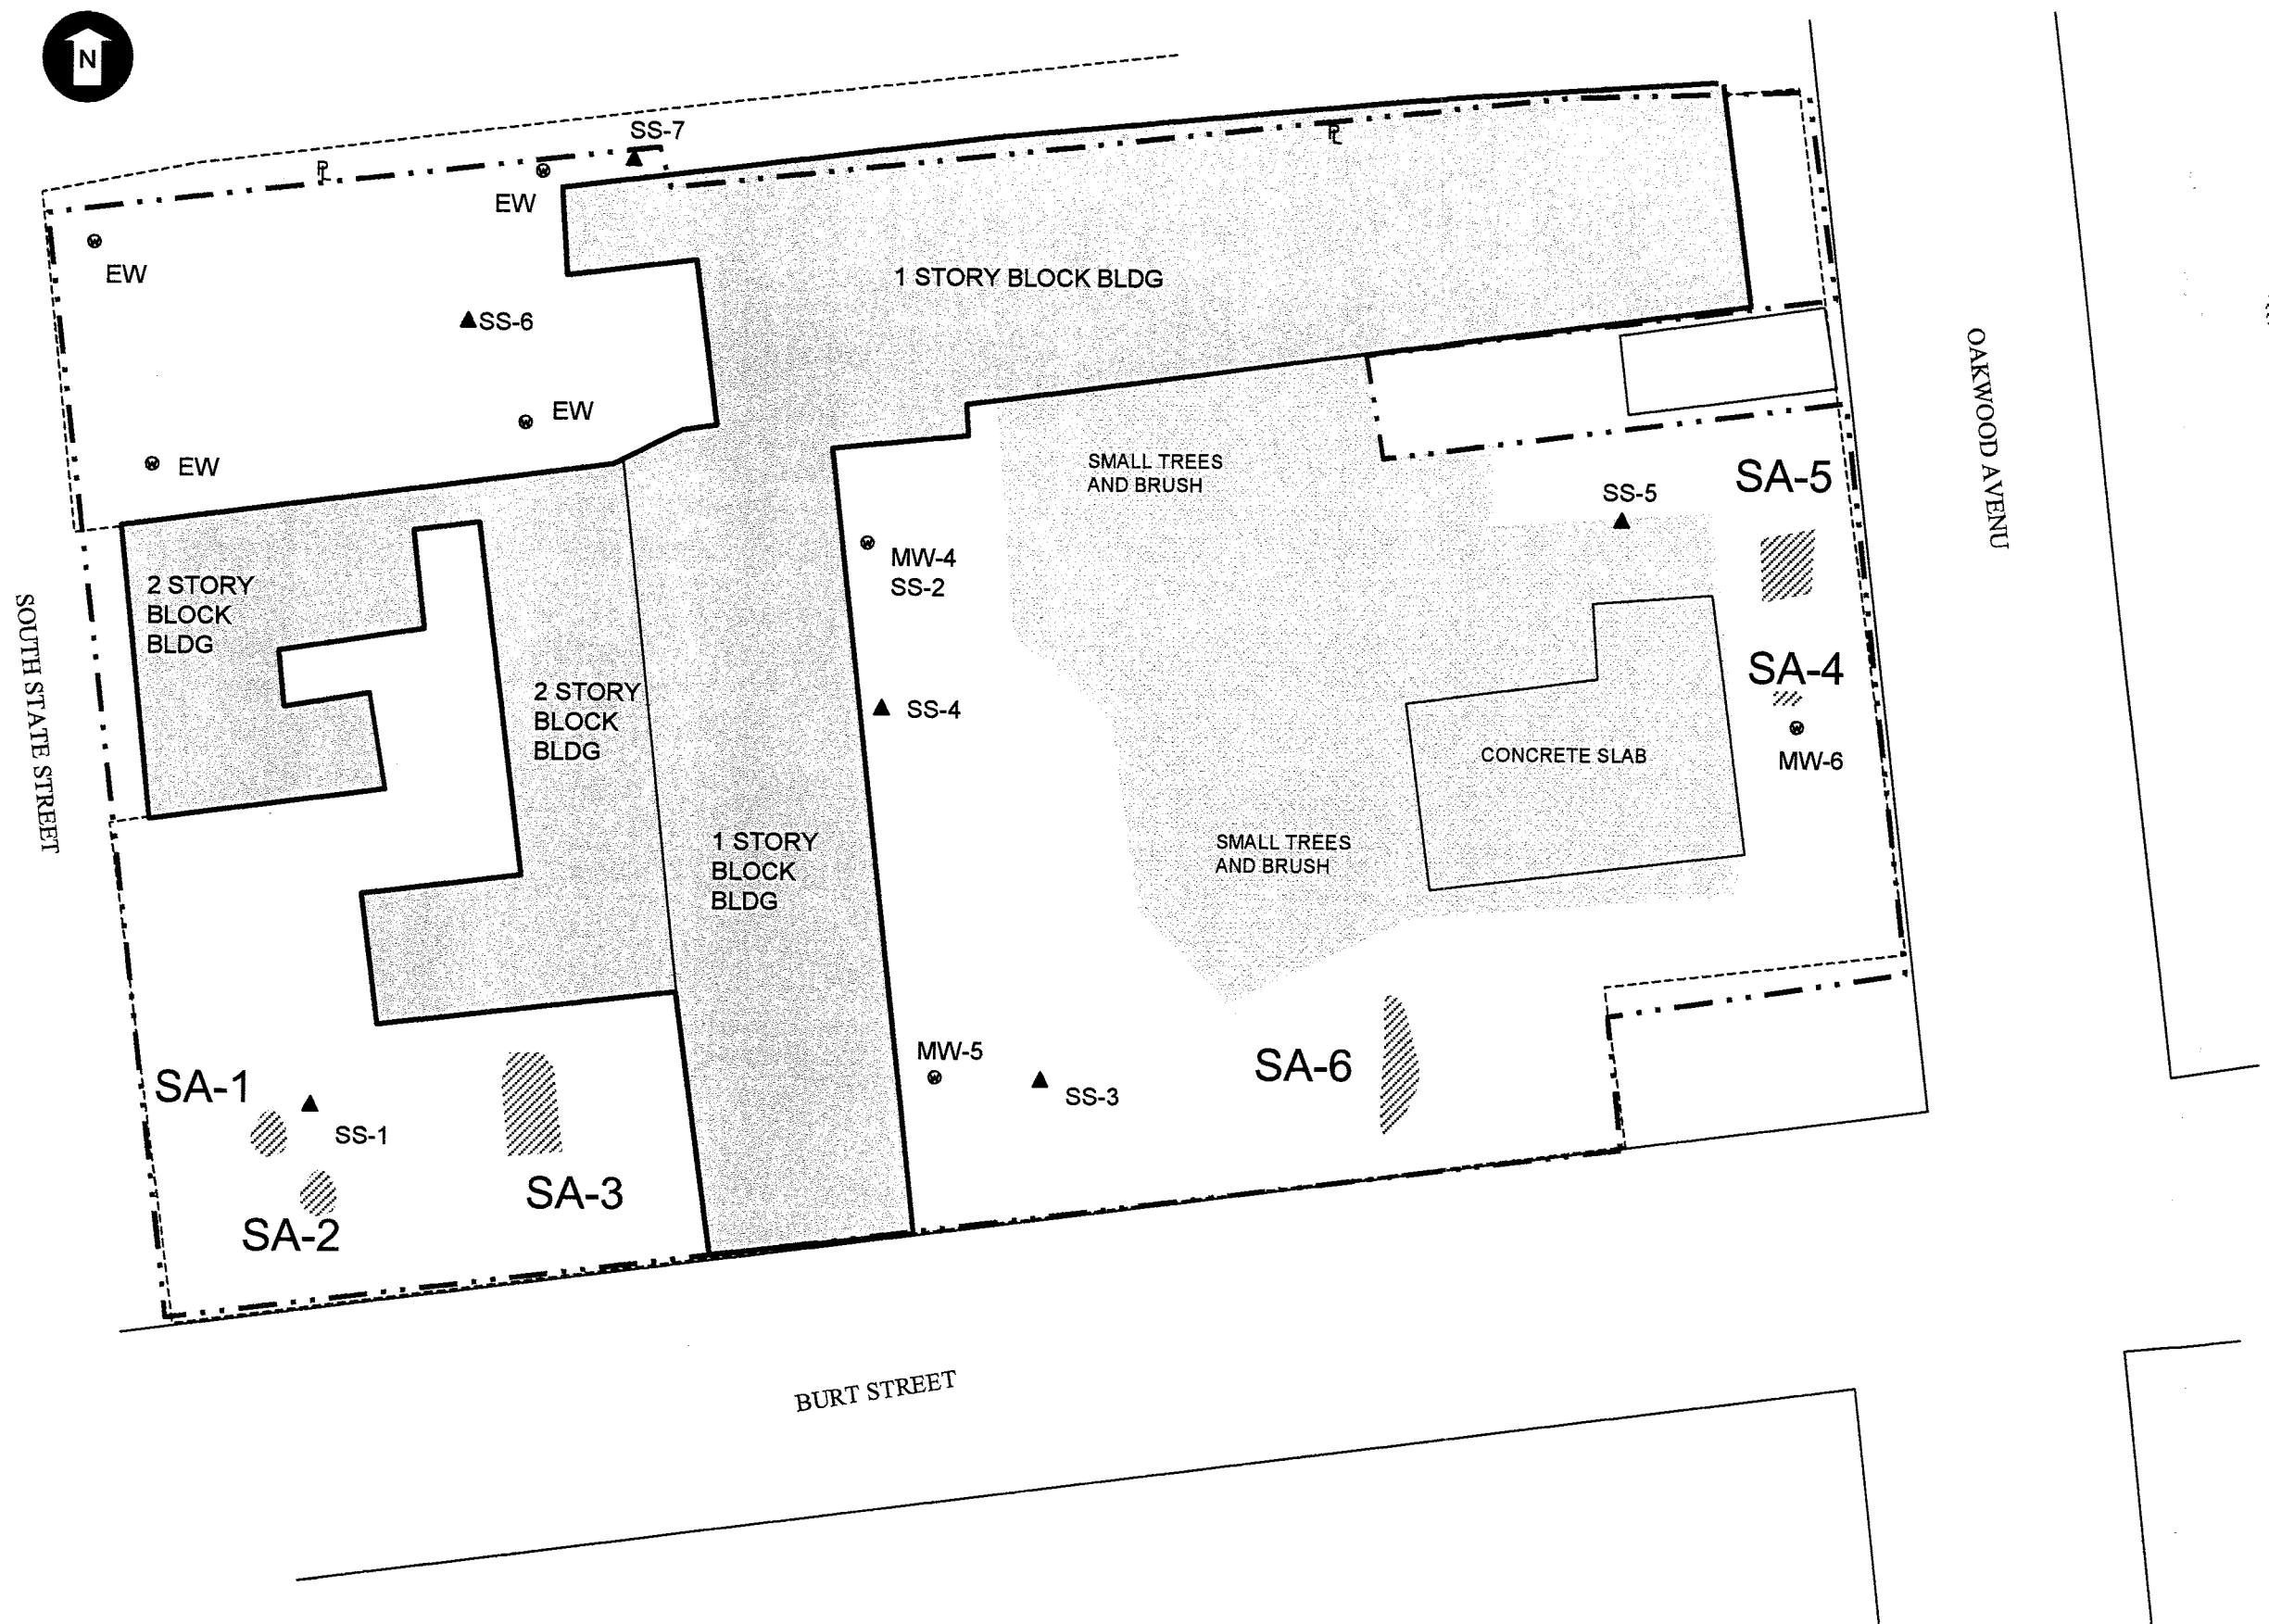 N
SS-7
PL
PL
EW
EW
1 STORY BLOCK BLDG
SS-6
EW
EW
OAKWOOD AVENU
SMALL TREES
AND BRUSH
SA-5
SS-5
MW-4
SS-2
2 STORY
BLOCK
BLDG
SOUTH STATE STREET
SA-4
2 STORY
BLOCK
BLDG
SS-4
CONCRETE SLAB
MW-6
1 STORY
BLOCK
BLDG
SMALL TREES
AND BRUSH
MW-5
SA-6
SS-3
SA-1
SS-1
SA-3
SA-2
BURT STREET